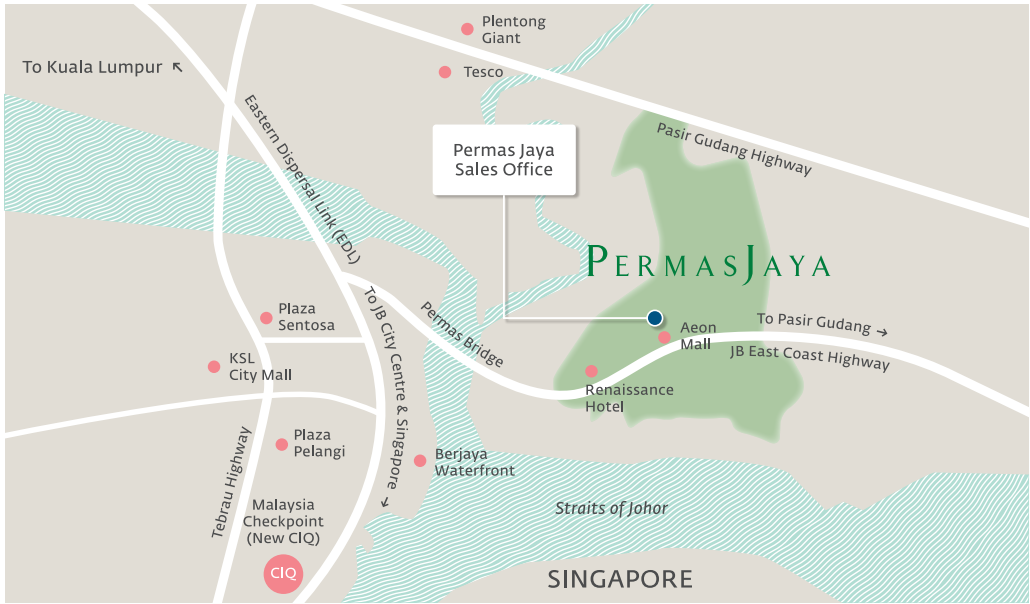 Plentong
Giant
To Kuala Lumpur ↖
Tesco
Eastern Dispersal Link (EDL)
Pasir Gudang Highway
Permas Jaya
Sales Office
PERMASJAYA
To JB City Centre & Singapore →
Plaza
Sentosa
Permas Bridge
To Pasir Gudang →
Aeon
Mall
JB East Coast Highway
KSL
City Mall
Renaissance
Hotel
Plaza
Pelangi
Berjaya
Waterfront
Tebrau Highway
Malaysia
Checkpoint
(New CIQ)
Straits of Johor
CIQ
SINGAPORE